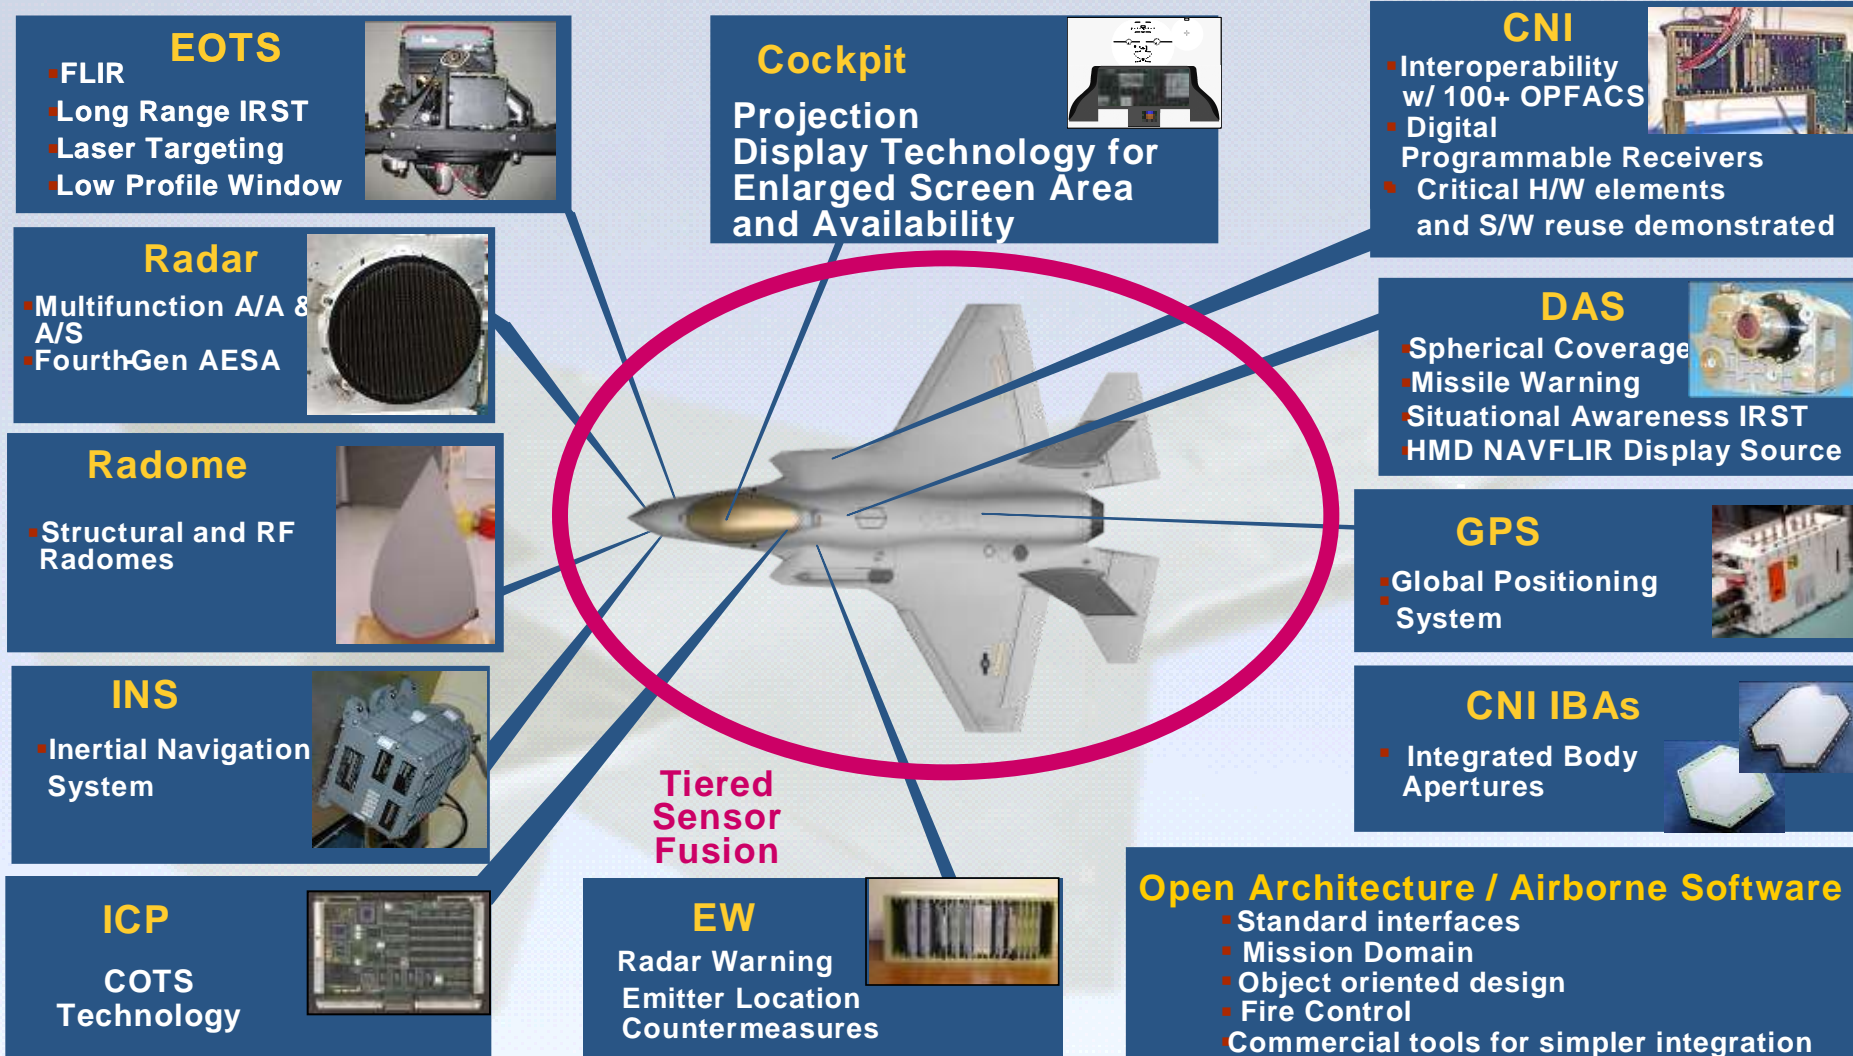 EOTS
FLIR
Long Range IRST
Laser Targeting
Low Profile Window
Cockpit
Projection
Display Technology for
Enlarged Screen Area
and Availability
CNI
Interoperability
w/ 100+ OPFACS
Digital
Programmable Receivers
Critical H/W elements
and S/W reuse demonstrated
Radar
Multifunction A/A &
A/S
Fourth-Gen AESA
DAS
Spherical Coverage
Missile Warning
Situational Awareness IRST
HMD NAVFLIR Display Source
Radome
Structural and RF
Radomes
GPS
Global Positioning
System
INS
Inertial Navigation
System
CNI IBAs
Integrated Body
Apertures
Tiered
Sensor
Fusion
ICP
COTS
Technology
EW
Radar Warning
Emitter Location
Countermeasures
Open Architecture / Airborne Software
Standard interfaces
Mission Domain
Object oriented design
Fire Control
Commercial tools for simpler integration